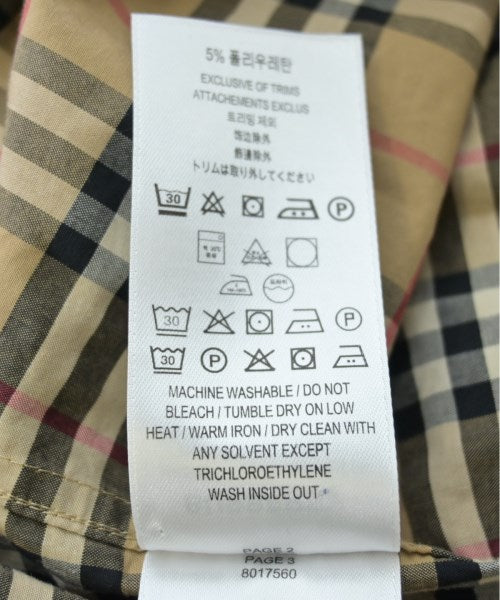 5% 폴리우레탄
EXCLUSIVE OF TRIMS
ATTACHEMENTS EXCLUS
트리밍 제외
饰边除外
飾邊除外
トリムは取り外してください
30 P
30 P
30 P
MACHINE WASHABLE / DO NOT
BLEACH / TUMBLE DRY ON LOW
HEAT / WARM IRON / DRY CLEAN WITH
ANY SOLVENT EXCEPT
TRICHLOROETHYLENE
WASH INSIDE OUT
PAGE 2
PAGE 3
8017560